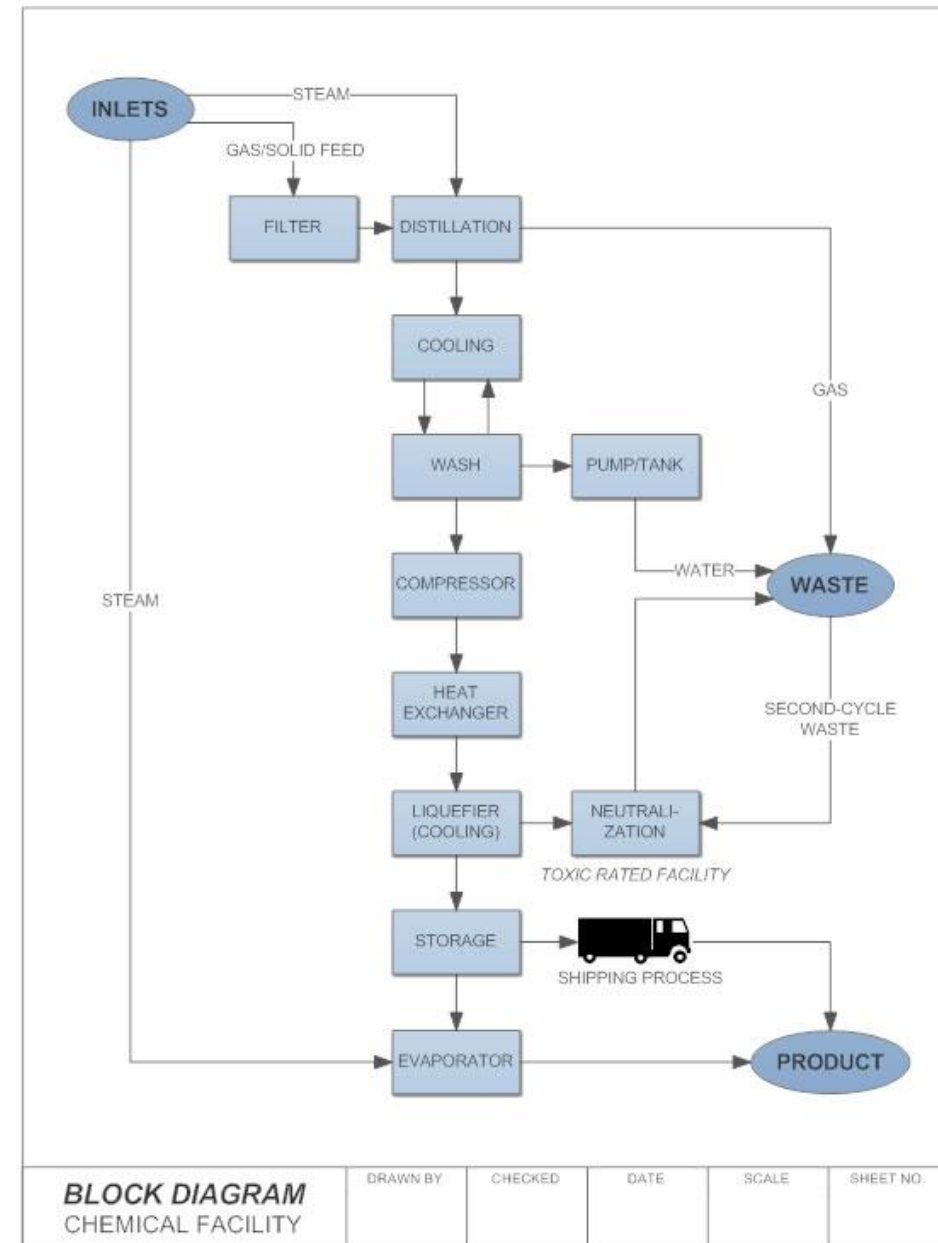 INLETS
STEAM
GAS/SOLID FEED
FILTER
DISTILLATION
COOLING
GAS
WASH
PUMP/TANK
COMPRESSOR
WATER
WASTE
STEAM
HEAT
EXCHANGER
SECOND-CYCLE
WASTE
LIQUEFIER
(COOLING)
NEUTRALI-
ZATION
TOXIC RATED FACILITY
STORAGE
SHIPPING PROCESS
EVAPORATOR
PRODUCT
BLOCK DIAGRAM
CHEMICAL FACILITY
DRAWN BY
CHECKED
DATE
SCALE
SHEET NO.